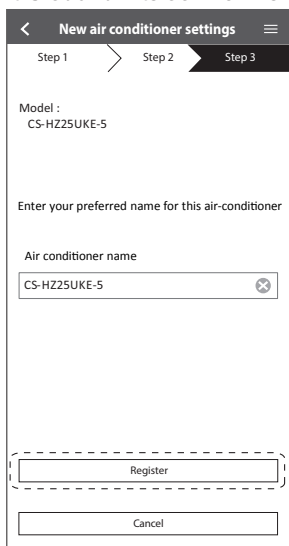 New air conditioner settings
Step 1 Step 2 Step 3
Model :
CS-HZ25UKE-5
Enter your preferred name for this air-conditioner
Air conditioner name
CS-HZ25UKE-5
Register
Cancel